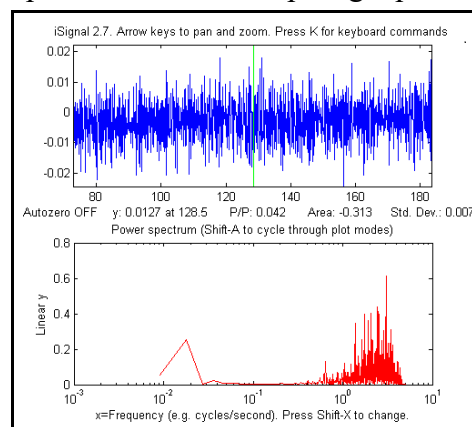 iSignal 2.7. Arrow keys to pan and zoom. Press K for keyboard commands
0.02
0.01
0
-0.01
-0.02
80 100 120 140 160 180
Autozero OFF y: 0.0127 at 128.5 P/P: 0.042 Area: -0.313 Std. Dev.: 0.007
Power spectrum (Shift-A to cycle through plot modes)
0.8
0.6
0.4
0.2
0
Linear y
10-3 10-2 10-1 100 101
x=Frequency (e.g. cycles/second). Press Shift-X to change.